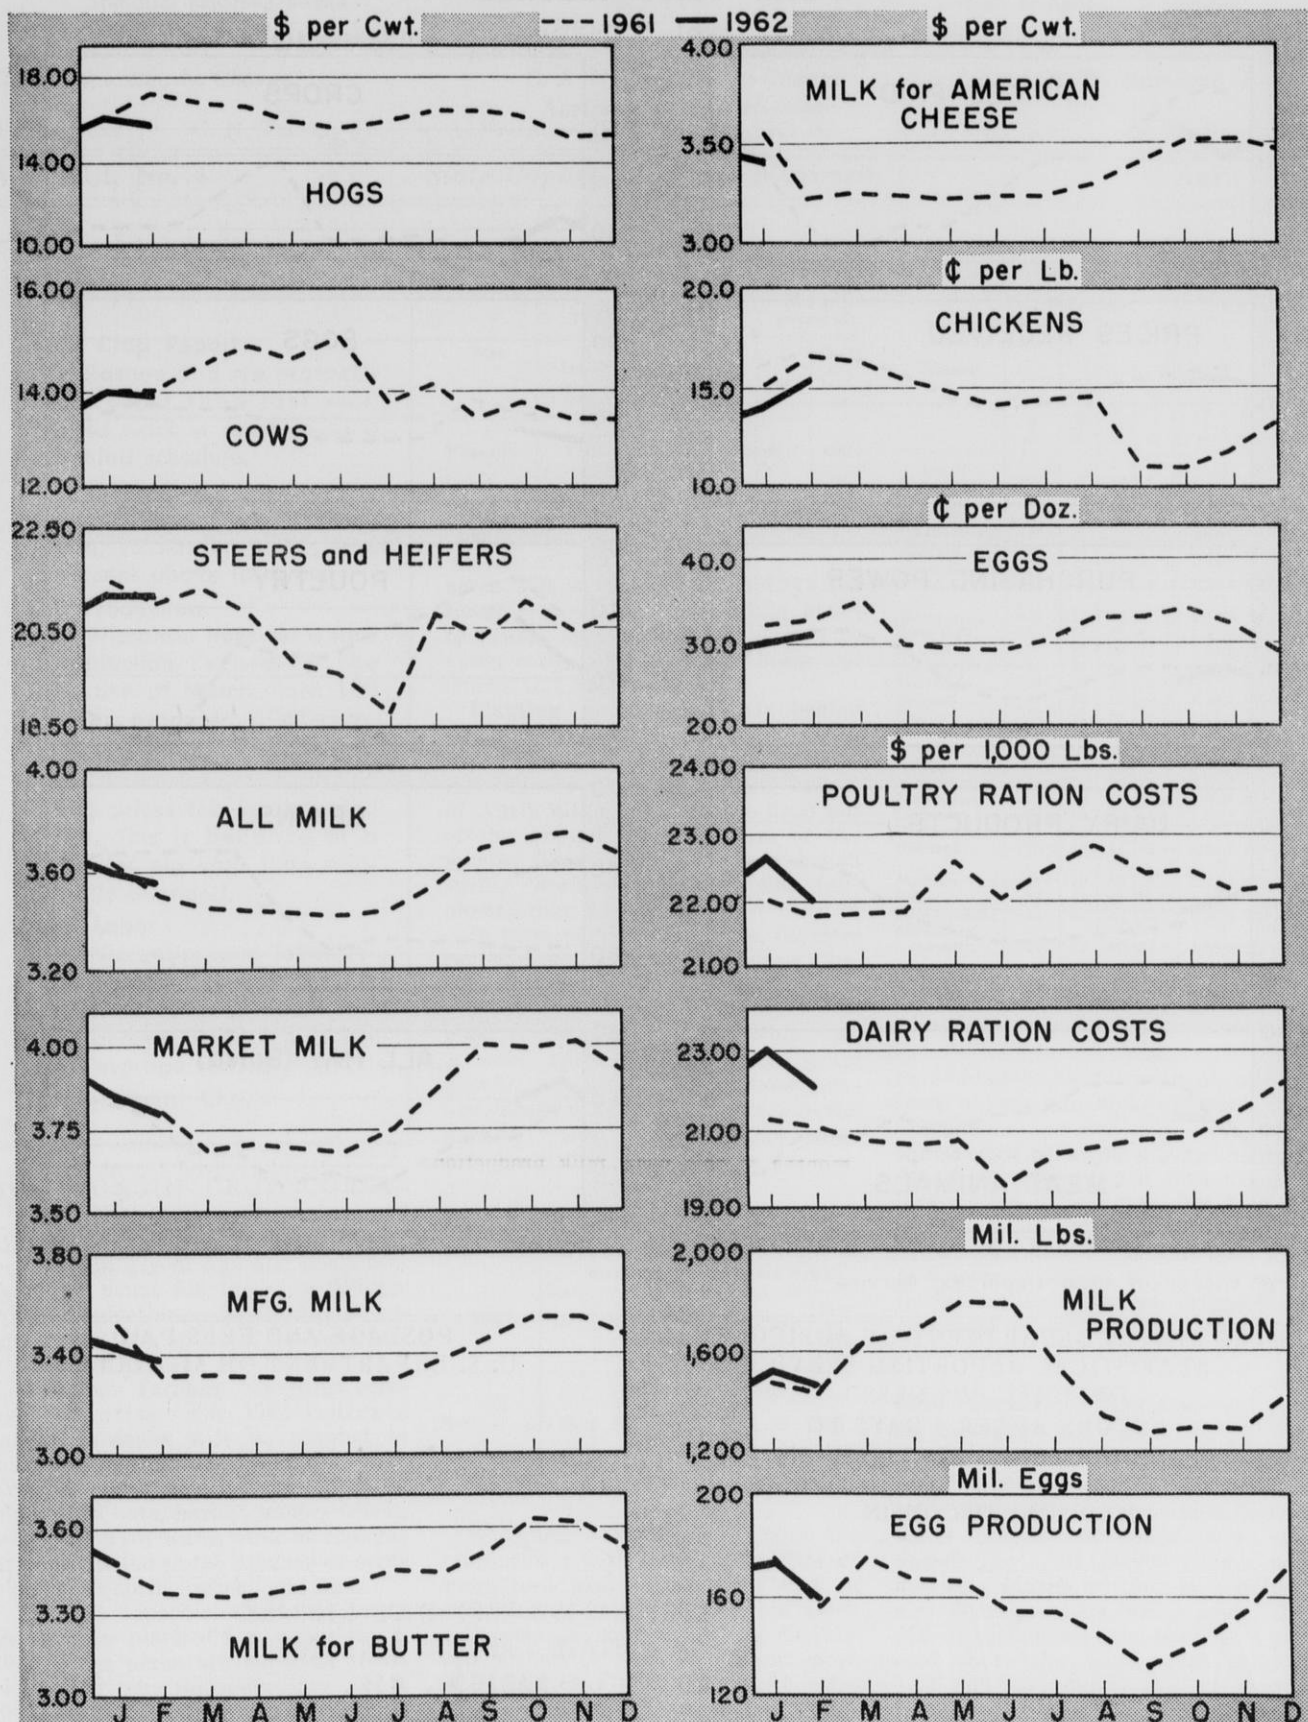 $ per Cwt. --- 1961 — 1962 $ per Cwt.
18.00
14.00
10.00
HOGS
4.00
3.50
3.00
MILK for AMERICAN
CHEESE
16.00
14.00
12.00
COWS
¢ per Lb.
20.0
15.0
10.0
CHICKENS
22.50
20.50
18.50
STEERS and HEIFERS
¢ per Doz.
40.0
30.0
20.0
EGGS
4.00
3.60
3.20
ALL MILK
$ per 1,000 Lbs.
24.00
23.00
22.00
21.00
POULTRY RATION COSTS
4.00
3.75
3.50
MARKET MILK
23.00
21.00
19.00
DAIRY RATION COSTS
3.80
3.40
3.00
MFG. MILK
Mil. Lbs.
2,000
1,600
1,200
MILK
PRODUCTION
3.60
3.30
3.00
MILK for BUTTER
J F M A M J J A S O N D
Mil. Eggs
200
160
120
EGG PRODUCTION
J F M A M J J A S O N D